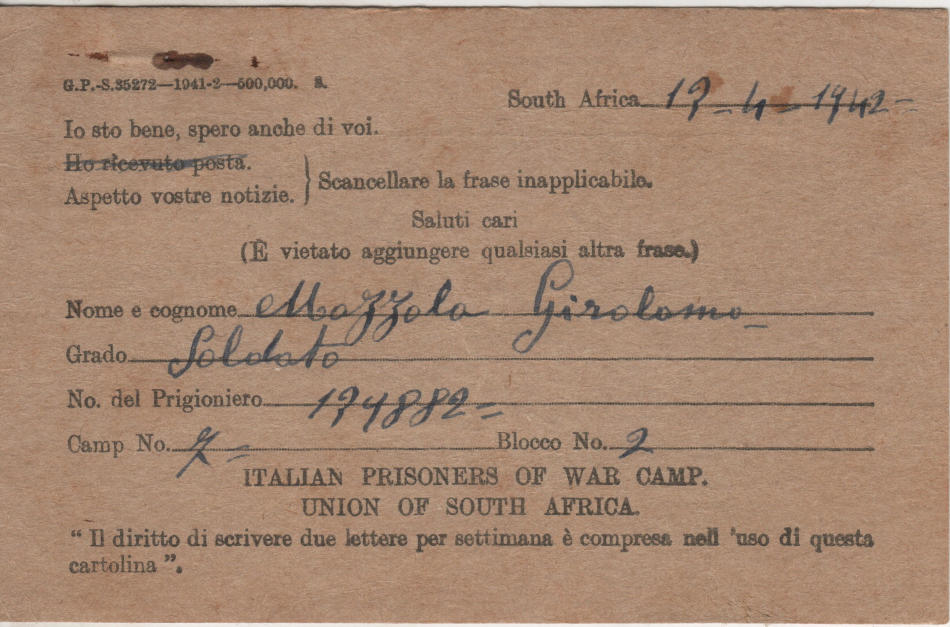 G.P.-S.35272—1941-2—500,000. S.
South Africa 17-4-1942-
Io sto bene, spero anche di voi.
Ho ricevuto posta.
Aspetto vostre notizie.
Scancellare la frase inapplicabile.
Saluti cari
(È vietato aggiungere qualsiasi altra frase.)
Nome e cognome Mazzola Girolamo-
Grado Soldato
No. del Prigioniero 174882=
Camp No. 7- Blocco No. 2
ITALIAN PRISONERS OF WAR CAMP.
UNION OF SOUTH AFRICA.
“ Il diritto di scrivere due lettere per settimana è compresa nell 'uso di questa
cartolina ”.